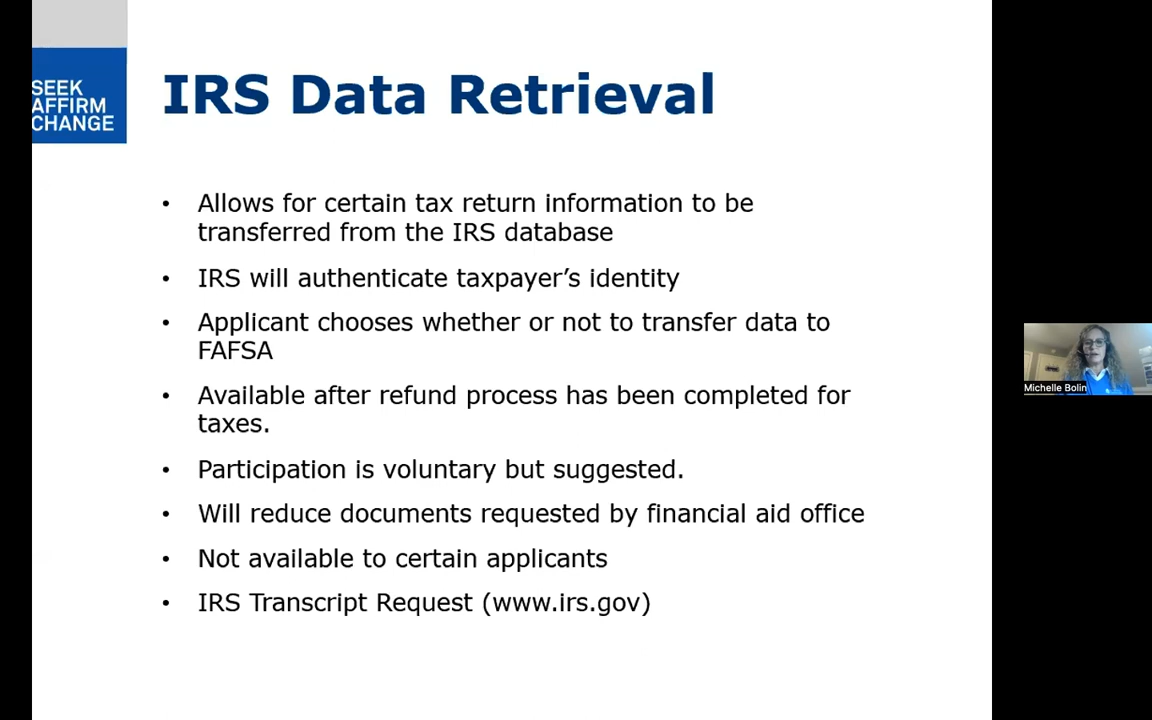 SEEK
AFFIRM
CHANGE
IRS Data Retrieval
• Allows for certain tax return information to be
transferred from the IRS database
• IRS will authenticate taxpayer’s identity
• Applicant chooses whether or not to transfer data to
FAFSA
• Available after refund process has been completed for
taxes.
• Participation is voluntary but suggested.
• Will reduce documents requested by financial aid office
• Not available to certain applicants
• IRS Transcript Request (www.irs.gov)
Michelle Bolin